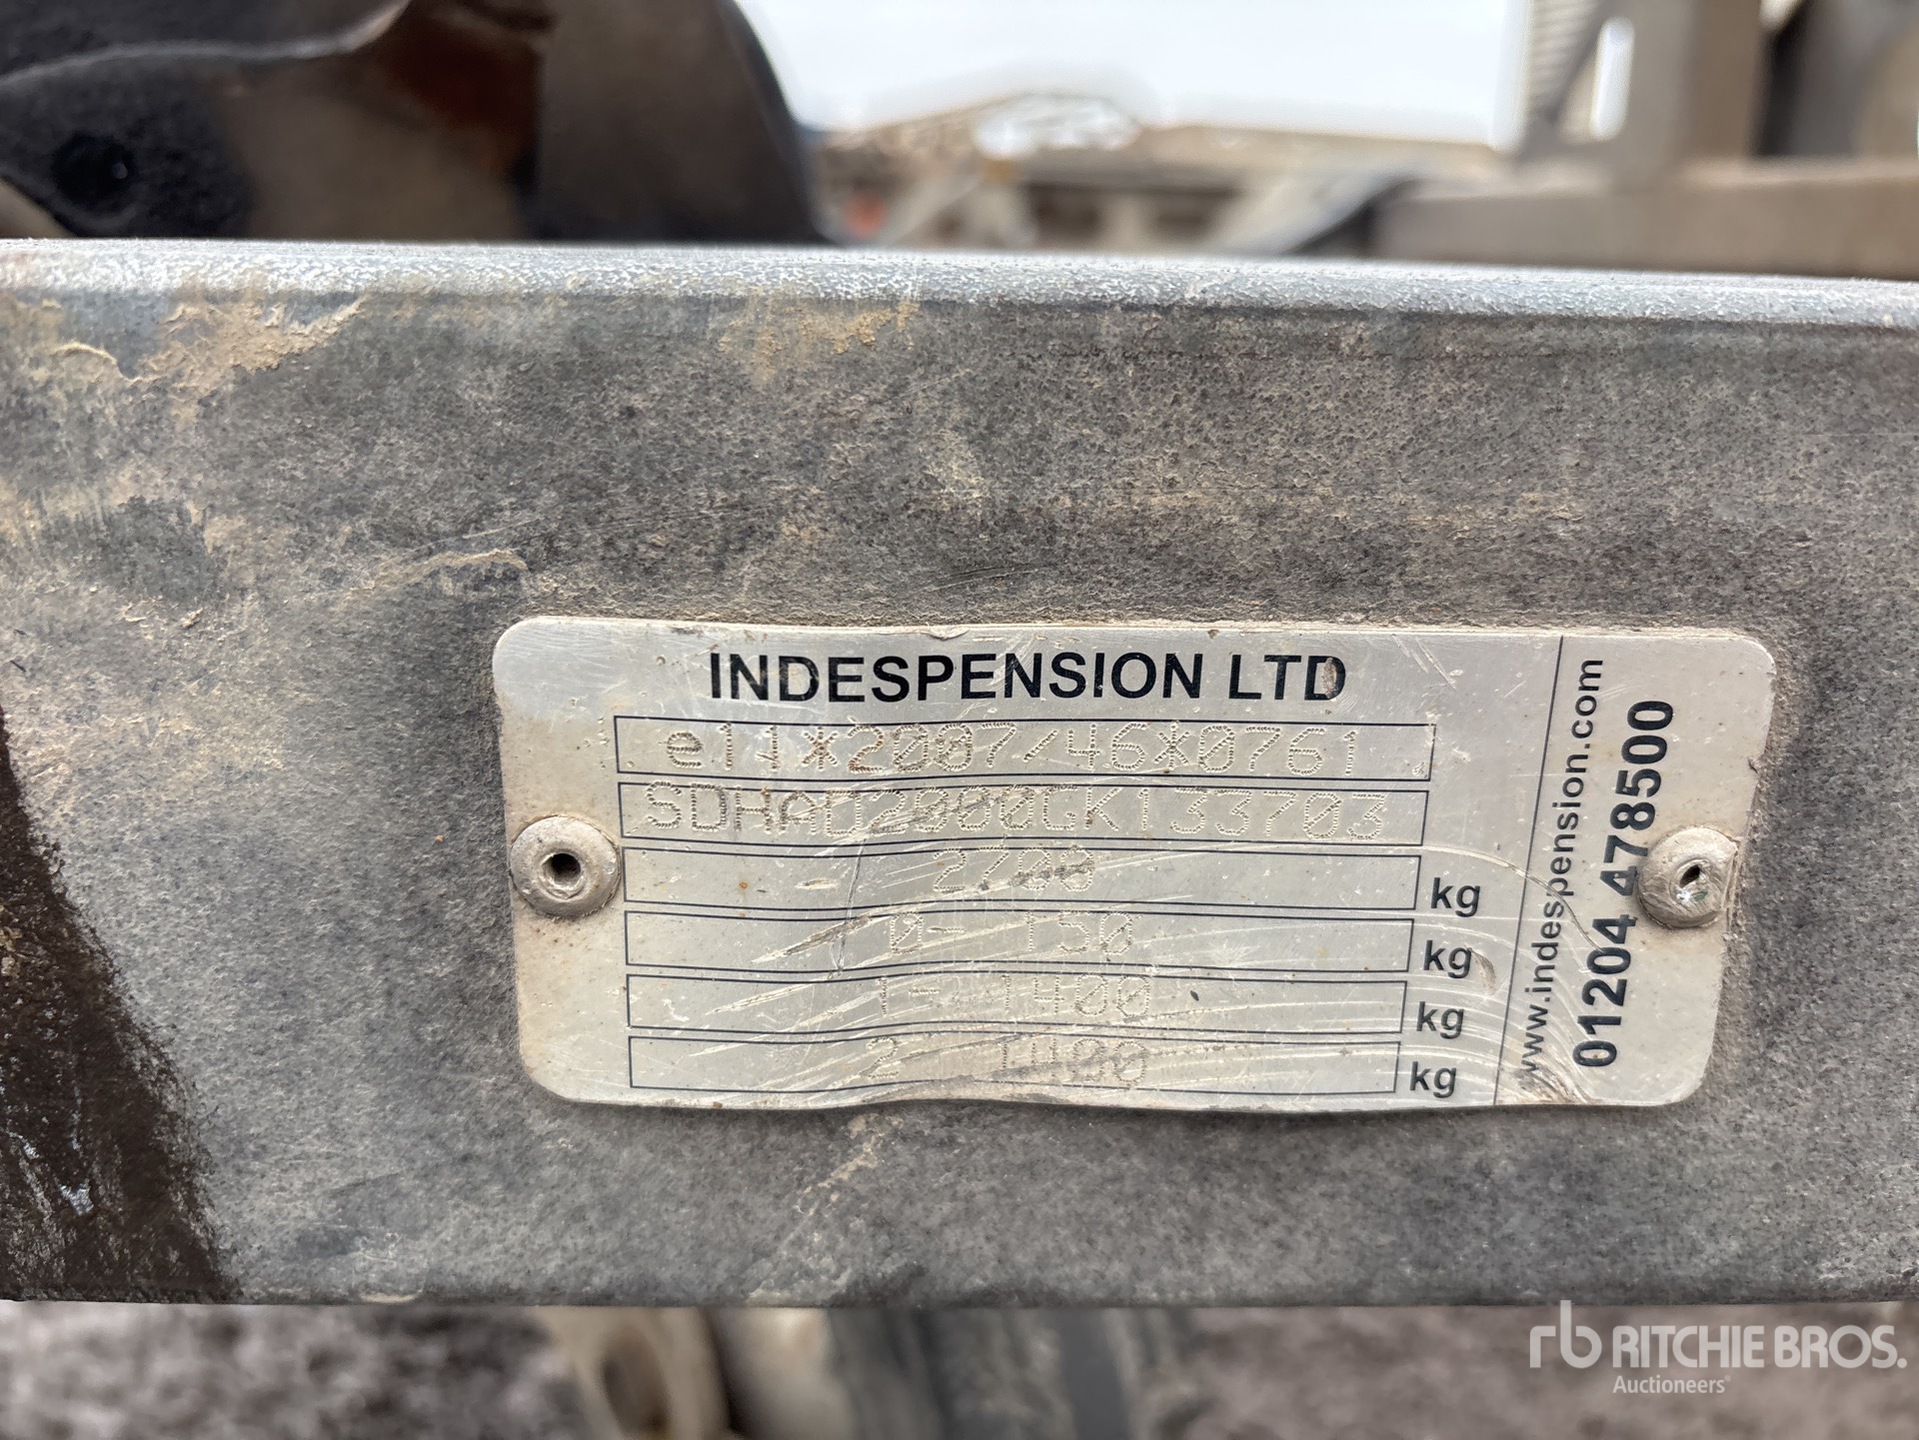 INDESPENSION LTD
e11*2007/46*0761
SDHAD2000GK133703
2700 kg
0- 150 kg
1- 1400 kg
2 1400 kg
www.indespension.com
01204 478500
rb RITCHIE BROS.
Auctioneers